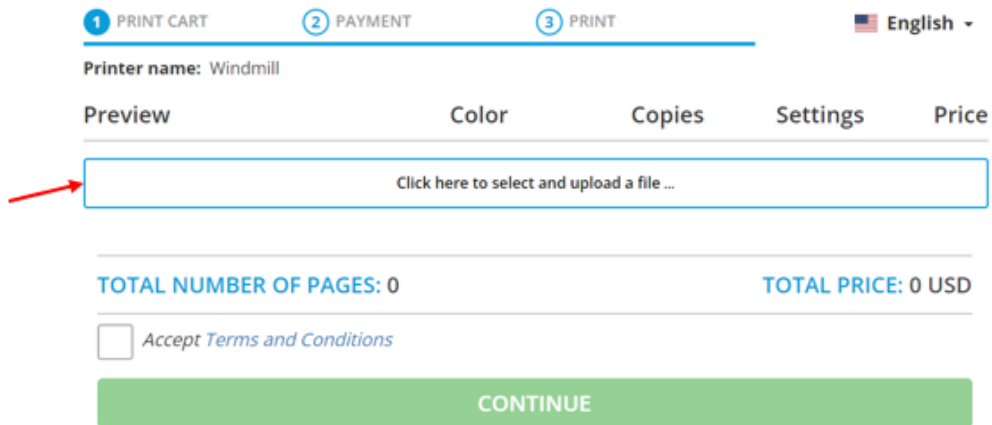 1 PRINT CART 2 PAYMENT 3 PRINT English
Printer name: Windmill
Preview Color Copies Settings Price
Click here to select and upload a file ...
TOTAL NUMBER OF PAGES: 0 TOTAL PRICE: 0 USD
Accept Terms and Conditions
CONTINUE